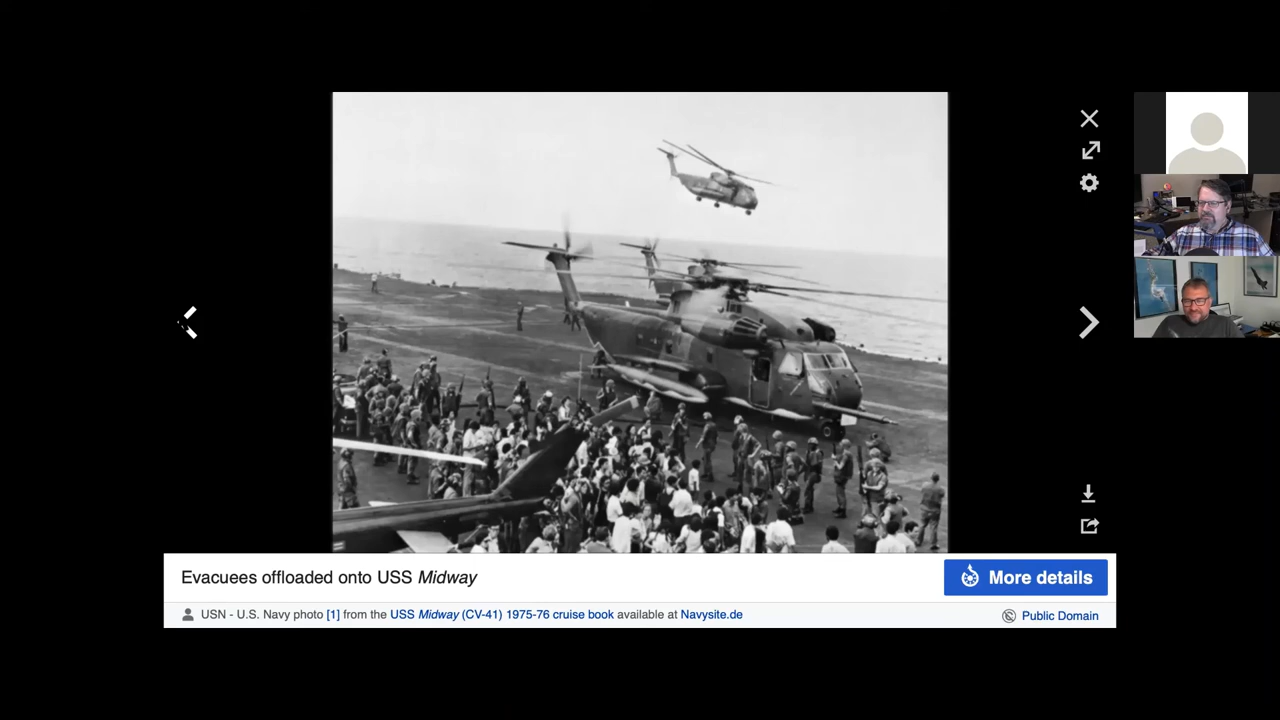 Evacuees offloaded onto USS Midway
More details
USN - U.S. Navy photo [1] from the USS Midway (CV-41) 1975-76 cruise book available at Navysite.de
Public Domain